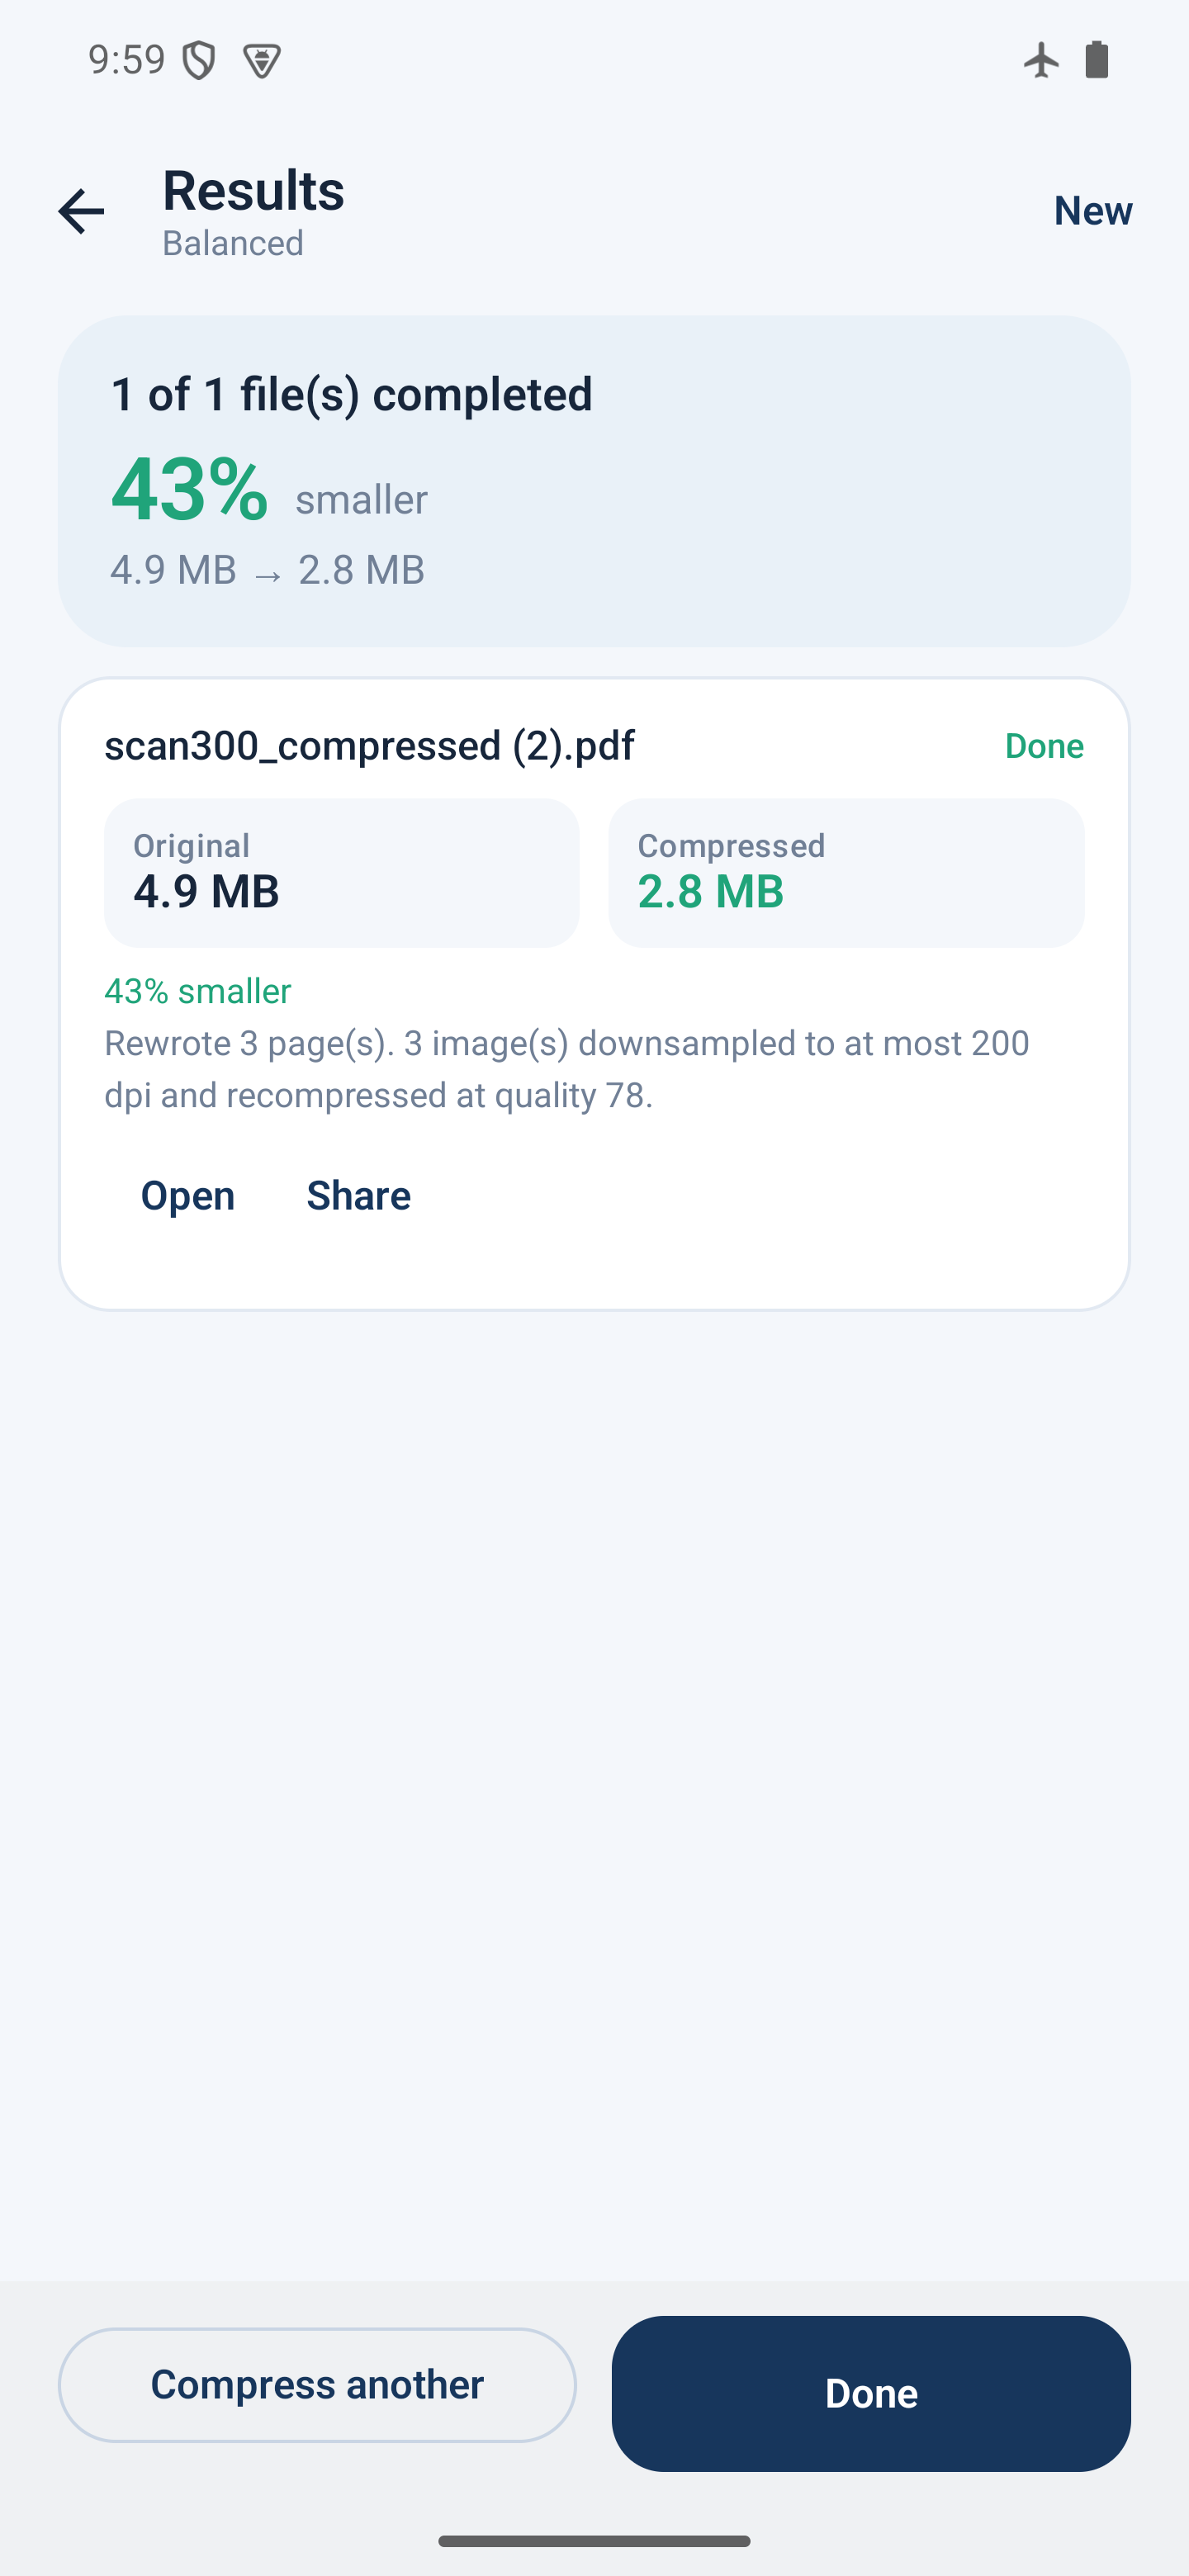 9:59
Results
Balanced
New
1 of 1 file(s) completed
43% smaller
4.9 MB → 2.8 MB
scan300_compressed (2).pdf
Done
Original
4.9 MB
Compressed
2.8 MB
43% smaller
Rewrote 3 page(s). 3 image(s) downsampled to at most 200
dpi and recompressed at quality 78.
Open
Share
Compress another
Done